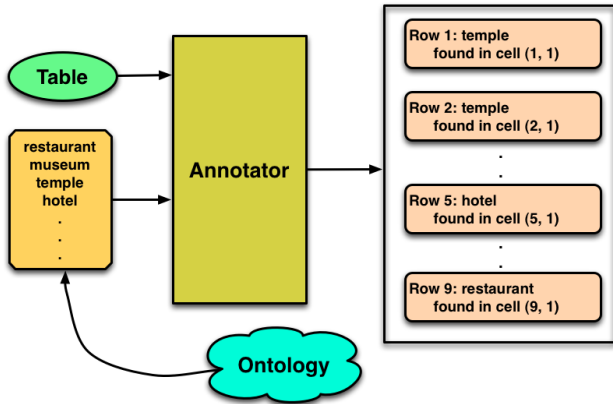 Table
restaurant
museum
temple
hotel
.
.
.
Annotator
Ontology
Row 1: temple
found in cell (1, 1)
Row 2: temple
found in cell (2, 1)
.
.
Row 5: hotel
found in cell (5, 1)
.
.
Row 9: restaurant
found in cell (9, 1)